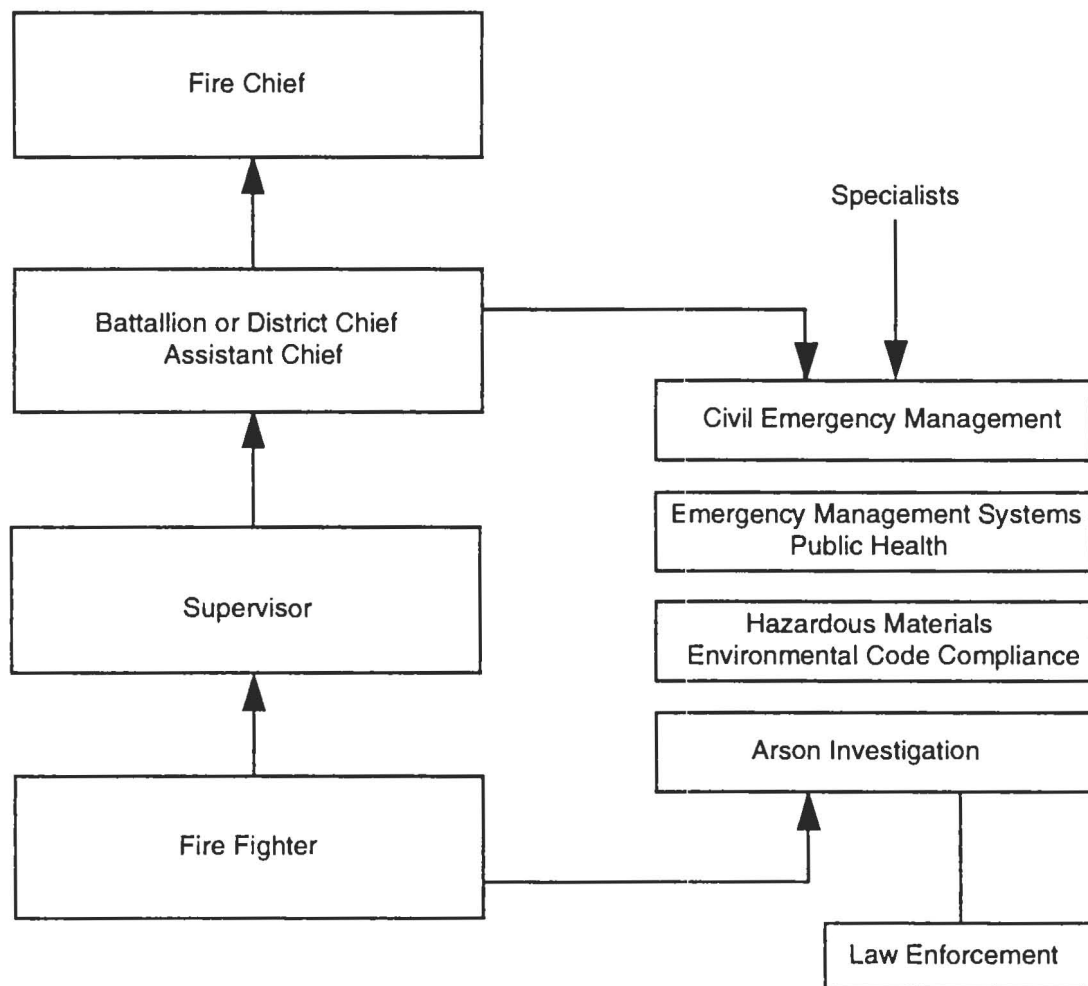 Fire Chief
Specialists
Battallion or District Chief
Assistant Chief
Civil Emergency Management
Emergency Management Systems
Public Health
Supervisor
Hazardous Materials
Environmental Code Compliance
Arson Investigation
Fire Fighter
Law Enforcement